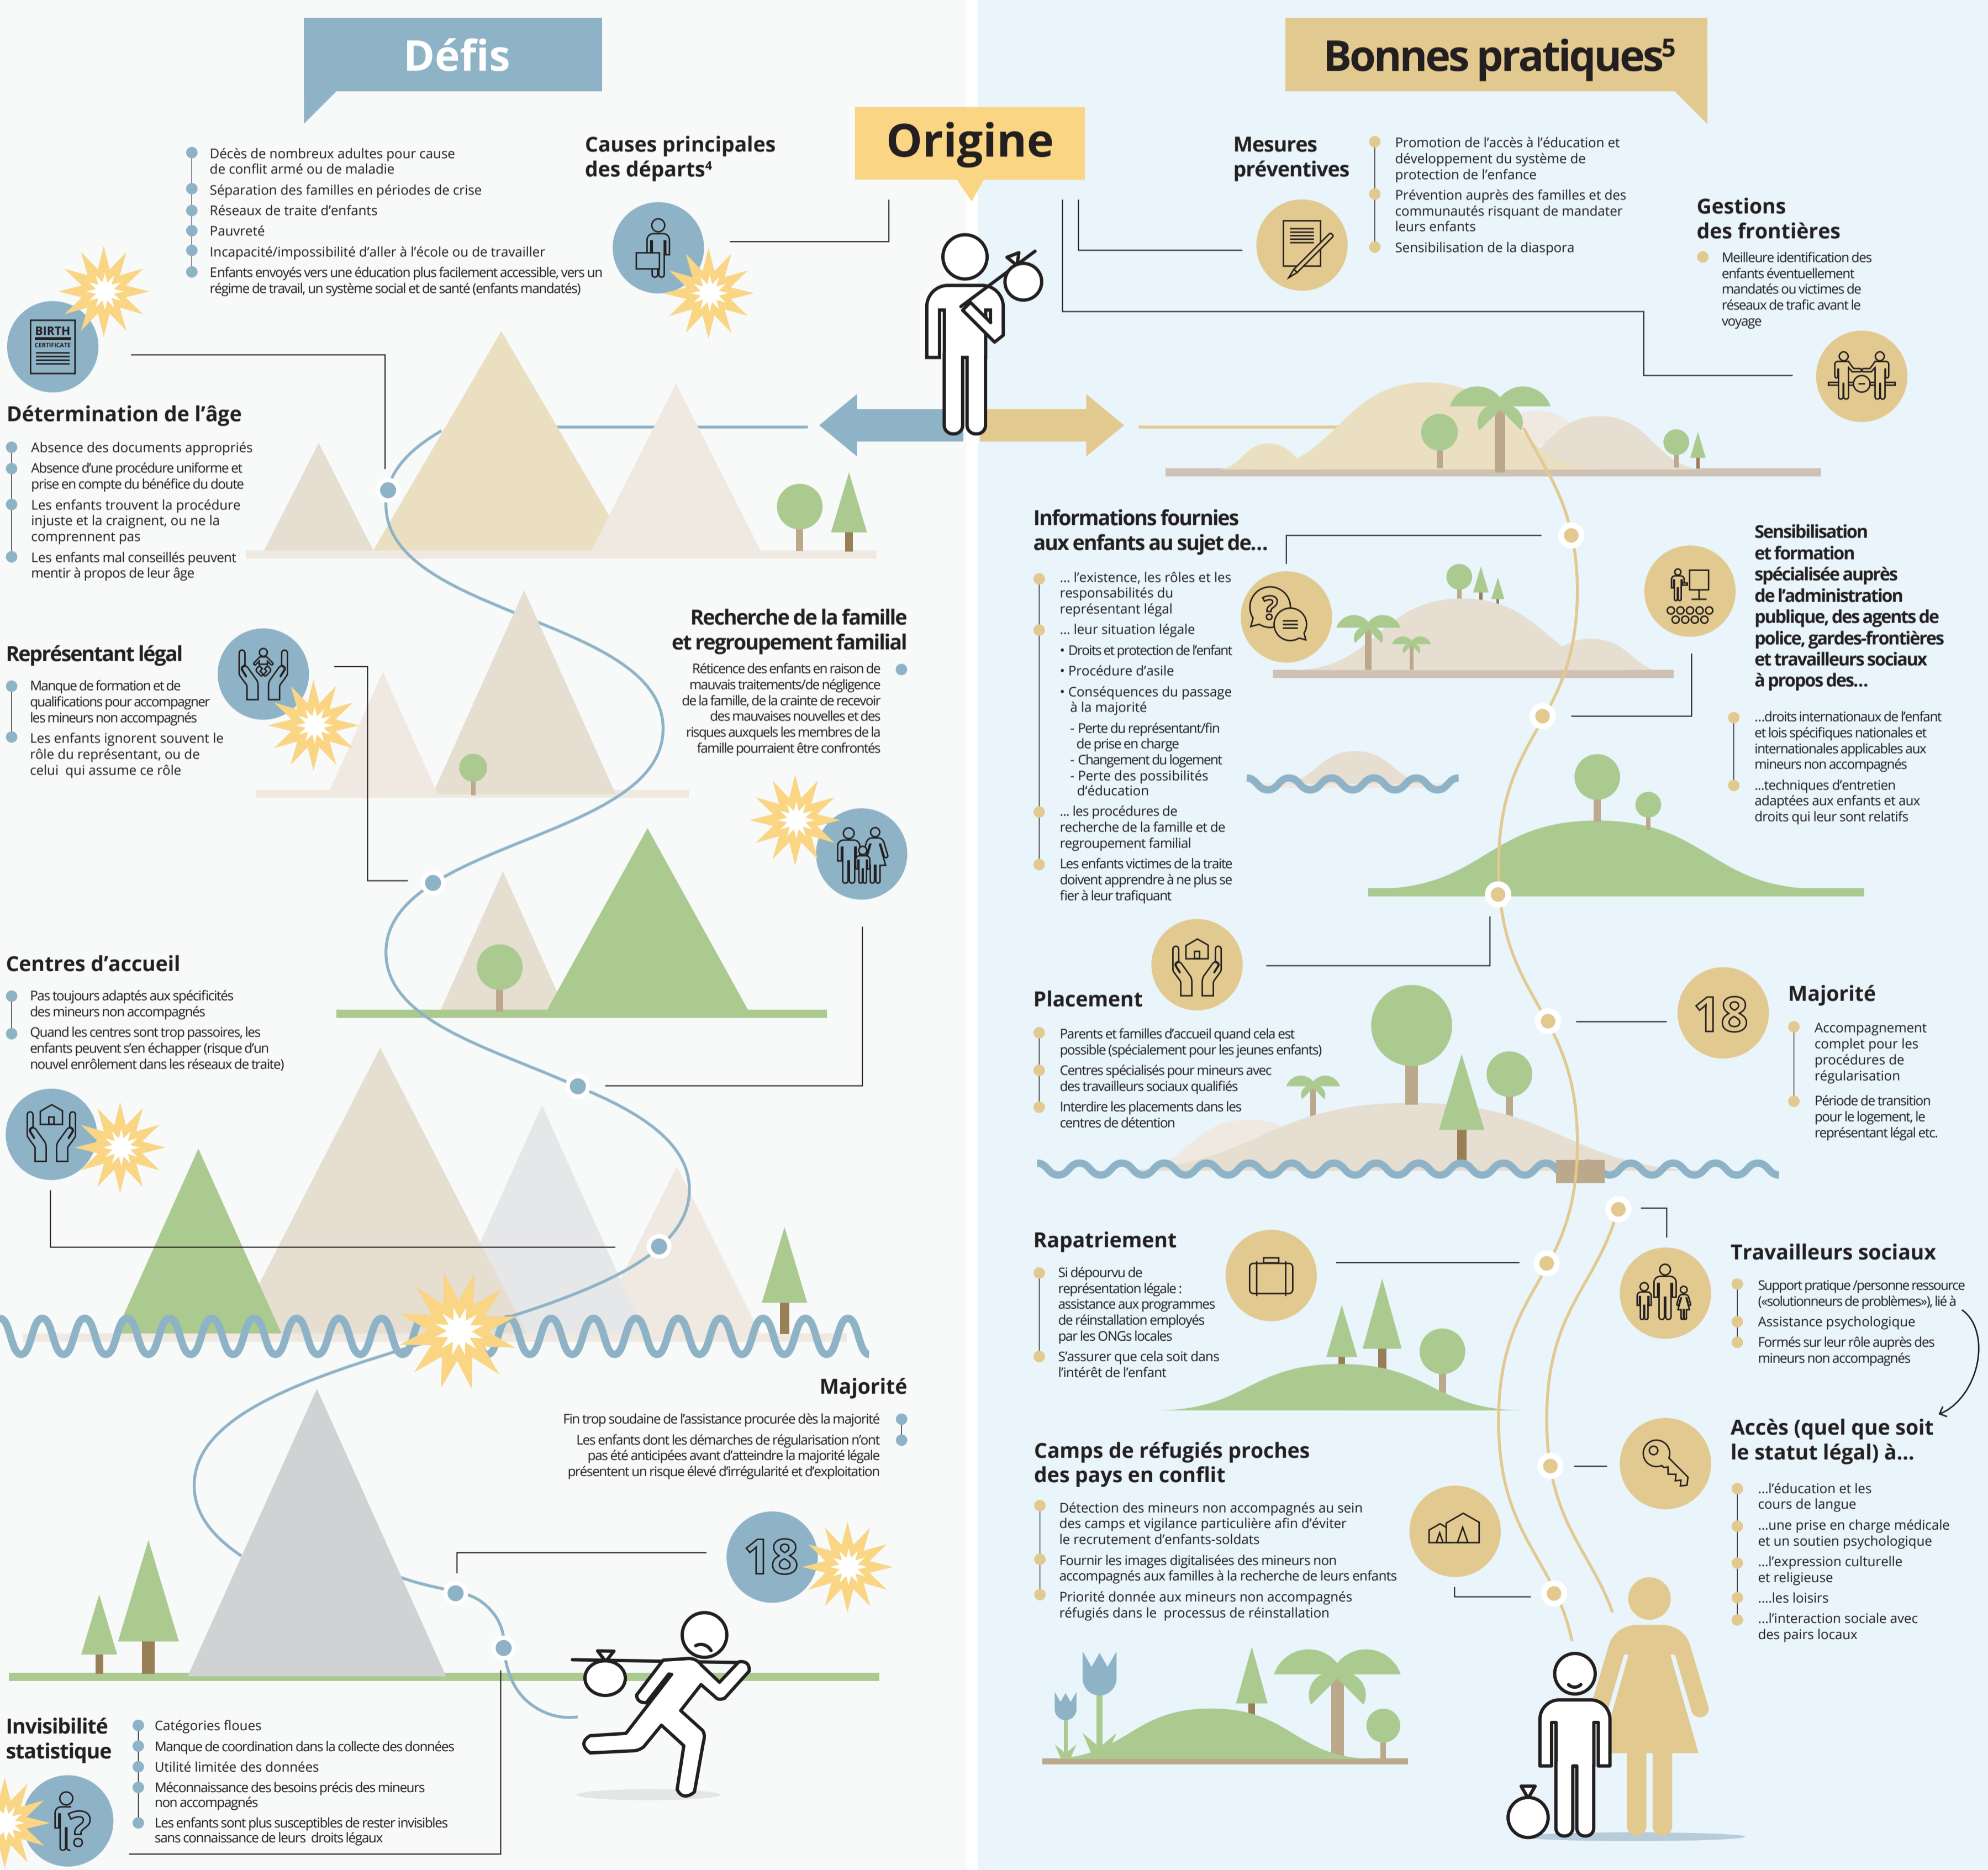 Défis
Bonnes pratiques⁵
Origine
Causes principales
des départs⁴
Décès de nombreux adultes pour cause
de conflit armé ou de maladie
Séparation des familles en périodes de crise
Réseaux de traite d’enfants
Pauvreté
Incapacité/impossibilité d’aller à l’école ou de travailler
Enfants envoyés vers une éducation plus facilement accessible, vers un
régime de travail, un système social et de santé (enfants mandatés)
BIRTH
CERTIFICATE
Détermination de l’âge
Absence des documents appropriés
Absence d’une procédure uniforme et
prise en compte du bénéfice du doute
Les enfants trouvent la procédure
injuste et la craignent, ou ne la
comprennent pas
Les enfants mal conseillés peuvent
mentir à propos de leur âge
Représentant légal
Manque de formation et de
qualifications pour accompagner
les mineurs non accompagnés
Les enfants ignorent souvent le
rôle du représentant, ou de
celui qui assume ce rôle
Recherche de la famille
et regroupement familial
Réticence des enfants en raison de
mauvais traitements/de négligence
de la famille, de la crainte de recevoir
des mauvaises nouvelles et des
risques auxquels les membres de la
famille pourraient être confrontés
Centres d’accueil
Pas toujours adaptés aux spécificités
des mineurs non accompagnés
Quand les centres sont trop passoires, les
enfants peuvent s’en échapper (risque d’un
nouvel enrôlement dans les réseaux de traite)
Majorité
Fin trop soudaine de l’assistance procurée dès la majorité
Les enfants dont les démarches de régularisation n’ont
pas été anticipées avant d’atteindre la majorité légale
présentent un risque élevé d’irrégularité et d’exploitation
18
Invisibilité
statistique
Catégories floues
Manque de coordination dans la collecte des données
Utilité limitée des données
Méconnaissance des besoins précis des mineurs
non accompagnés
Les enfants sont plus susceptibles de rester invisibles
sans connaissance de leurs droits légaux
?
Mesures
préventives
Promotion de l’accès à l’éducation et
développement du système de
protection de l’enfance
Prévention auprès des familles et des
communautés risquant de mandater
leurs enfants
Sensibilisation de la diaspora
Gestions
des frontières
Meilleure identification des
enfants éventuellement
mandatés ou victimes de
réseaux de trafic avant le
voyage
Informations fournies
aux enfants au sujet de...
... l’existence, les rôles et les
responsabilités du
représentant légal
... leur situation légale
• Droits et protection de l’enfant
• Procédure d’asile
• Conséquences du passage
à la majorité
- Perte du représentant/fin
de prise en charge
- Changement du logement
- Perte des possibilités
d’éducation
... les procédures de
recherche de la famille et de
regroupement familial
Les enfants victimes de la traite
doivent apprendre à ne plus se
fier à leur trafiquant
?
Sensibilisation
et formation
spécialisée auprès
de l’administration
publique, des agents de
police, gardes-frontières
et travailleurs sociaux
à propos des...
...droits internationaux de l’enfant
et lois spécifiques nationales et
internationales applicables aux
mineurs non accompagnés
...techniques d’entretien
adaptées aux enfants et aux
droits qui leur sont relatifs
Placement
Parents et familles d’accueil quand cela est
possible (spécialement pour les jeunes enfants)
Centres spécialisés pour mineurs avec
des travailleurs sociaux qualifiés
Interdire les placements dans les
centres de détention
18
Majorité
Accompagnement
complet pour les
procédures de
régularisation
Période de transition
pour le logement, le
représentant légal etc.
Rapatriement
Si dépourvu de
représentation légale :
assistance aux programmes
de réinstallation employés
par les ONGs locales
S’assurer que cela soit dans
l’intérêt de l’enfant
Travailleurs sociaux
Support pratique /personne ressource
(«solutionneurs de problèmes»), lié à
Assistance psychologique
Formés sur leur rôle auprès des
mineurs non accompagnés
Camps de réfugiés proches
des pays en conflit
Détection des mineurs non accompagnés au sein
des camps et vigilance particulière afin d’éviter
le recrutement d’enfants-soldats
Fournir les images digitalisées des mineurs non
accompagnés aux familles à la recherche de leurs enfants
Priorité donnée aux mineurs non accompagnés
réfugiés dans le processus de réinstallation
Accès (quel que soit
le statut légal) à...
...l’éducation et les
cours de langue
...une prise en charge médicale
et un soutien psychologique
...l’expression culturelle
et religieuse
....les loisirs
...l’interaction sociale avec
des pairs locaux